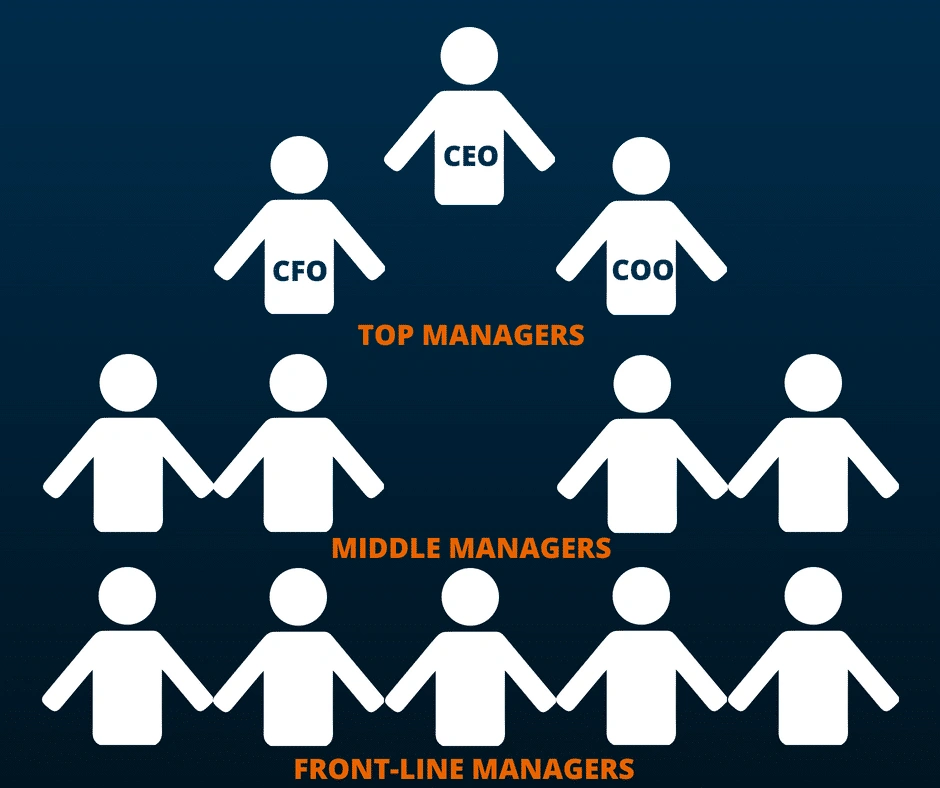 CEO
CFO
COO
TOP MANAGERS
MIDDLE MANAGERS
FRONT-LINE MANAGERS